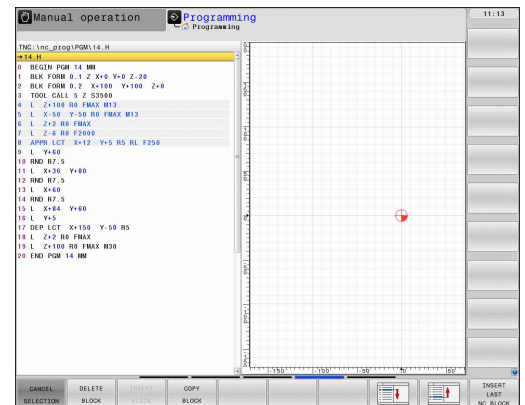 Manual operation
Programming
Programming
11:13
TNC:\nc_prog\PGM\14.H
→14.H
0 BEGIN PGM 14 MM
1 BLK FORM 0.1 Z X+0 Y+0 Z-20
2 BLK FORM 0.2 X+100 Y+100 Z+0
3 TOOL CALL 5 Z S3500
4 L Z+100 R0 FMAX M13
5 L X-50 Y-50 R0 FMAX M13
6 L Z+2 R0 FMAX
7 L Z-6 R0 F2000
8 APPR LCT X+12 Y+5 R5 RL F250
9 L Y+60
10 RND R7.5
11 L X+36 Y+80
12 RND R7.5
13 L X+60
14 RND R7.5
15 L X+84 Y+60
16 L Y+5
17 DEP LCT X+150 Y-50 R5
18 L Z+2 R0 FMAX
19 L Z+100 R0 FMAX M30
20 END PGM 14 MM
-150 -100 -50 0 50
CANCEL SELECTION
DELETE BLOCK
INSERT BLOCK
COPY BLOCK
INSERT LAST NC BLOCK